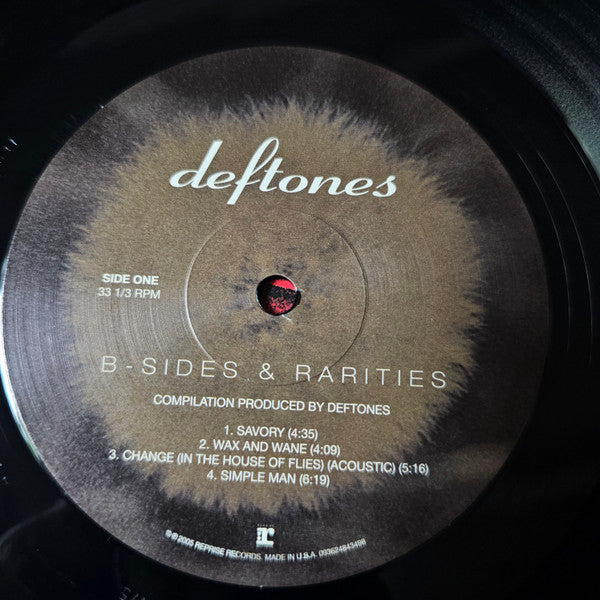 deftones
SIDE ONE
33 1/3 RPM
B-SIDES & RARITIES
COMPILATION PRODUCED BY DEFTONES
1. SAVORY (4:35)
2. WAX AND WANE (4:09)
3. CHANGE (IN THE HOUSE OF FLIES) (ACOUSTIC) (5:16)
4. SIMPLE MAN (6:19)
℗© 2005 REPRISE RECORDS. MADE IN U.S.A. 093624843498